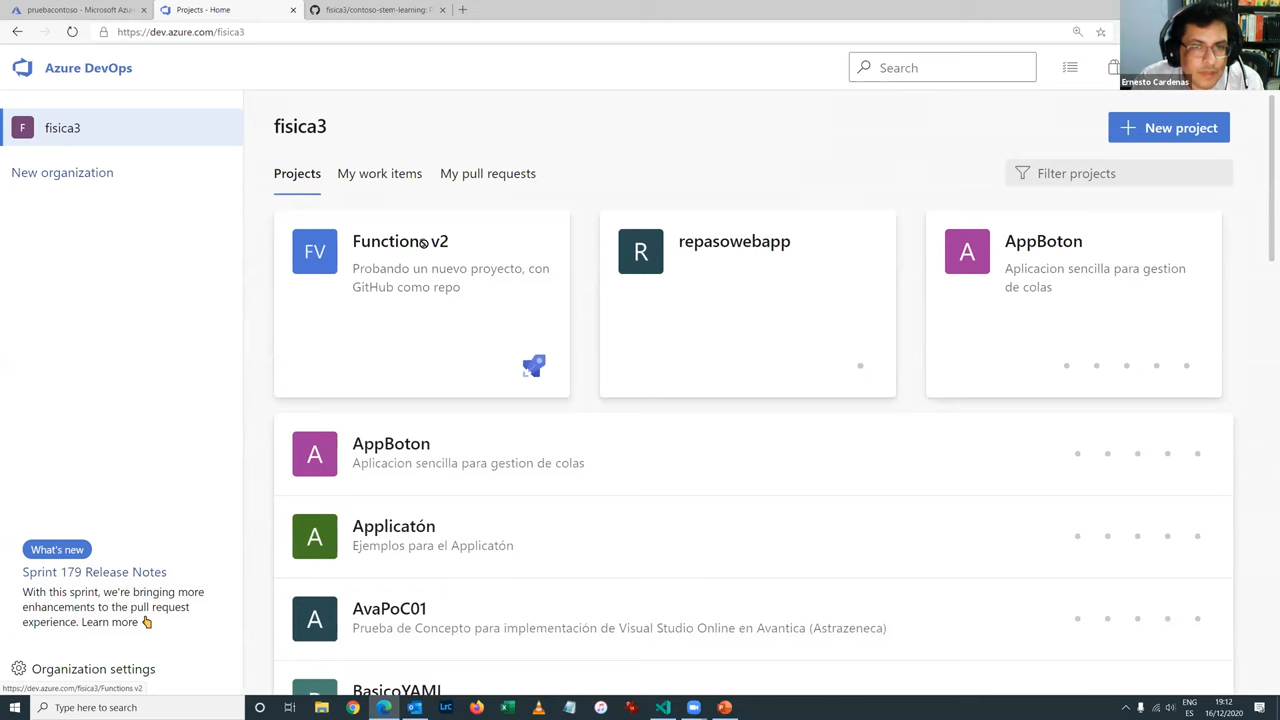 pruebacontoso - Microsoft Azur
Projects - Home
fisica3/contoso-stem-learning: P
https://dev.azure.com/fisica3
Ernesto Cardenas
Azure DevOps
Search
F
fisica3
New organization
fisica3
New project
Projects
My work items
My pull requests
Filter projects
FV
Functions v2
Probando un nuevo proyecto, con
GitHub como repo
R
repasowebapp
A
AppBoton
Aplicacion sencilla para gestion
de colas
A
AppBoton
Aplicacion sencilla para gestion de colas
A
Applicatón
Ejemplos para el Applicatón
A
AvaPoC01
Prueba de Concepto para implementación de Visual Studio Online en Avantica (Astrazeneca)
BasicoYAML
What's new
Sprint 179 Release Notes
With this sprint, we're bringing more
enhancements to the pull request
experience. Learn more
Organization settings
https://dev.azure.com/fisica3/Functions v2
Type here to search
LrC
ENG
ES
19:12
16/12/2020